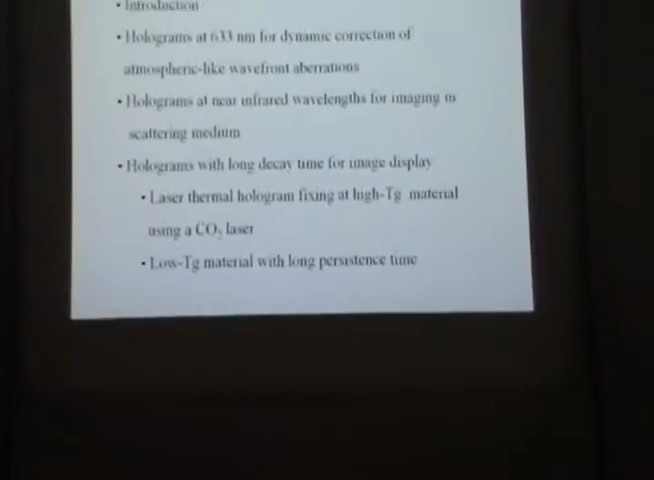 • Introduction
• Holograms at 633 nm for dynamic correction of
atmospheric-like wavefront aberrations
• Holograms at near infrared wavelengths for imaging in
scattering medium
• Holograms with long decay time for image display
• Laser thermal hologram fixing at high-Tg material
using a CO₂ laser
• Low-Tg material with long persistence time